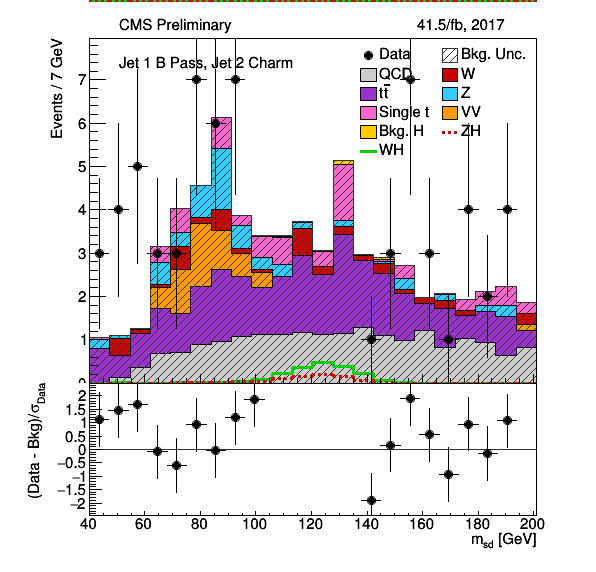 CMS Preliminary 41.5/fb, 2017
Jet 1 B Pass, Jet 2 Charm
Data
Bkg. Unc.
QCD
W
tt̄
Z
Single t
VV
Bkg. H
ZH
WH
Events / 7 GeV
7
6
5
4
3
2
1
0
(Data - Bkg)/σData
2
1.5
1
0.5
0
−0.5
−1
−1.5
−2
40 60 80 100 120 140 160 180 200
msd [GeV]